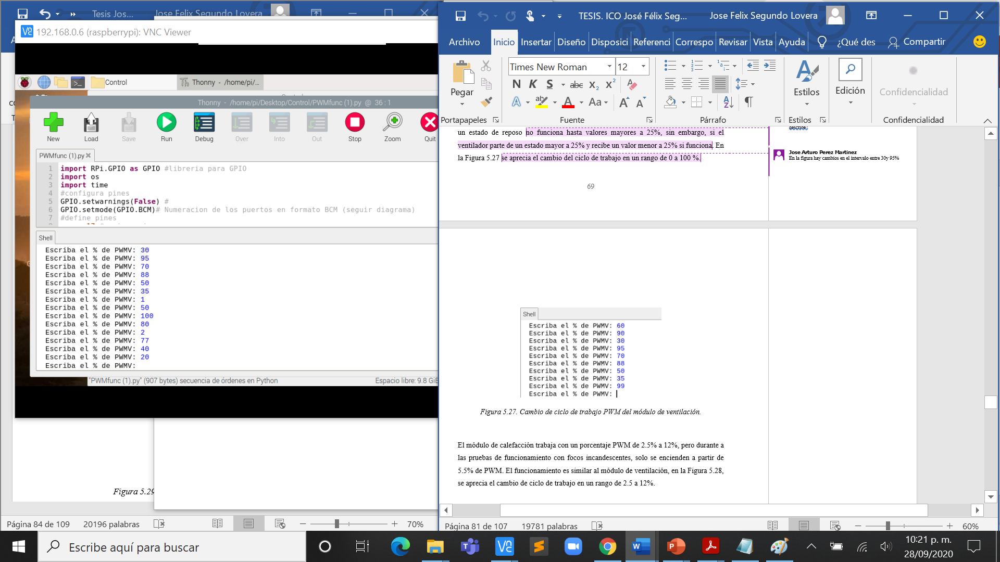 Tesis Jos...
Jose Felix Segundo Lovera
192.168.0.6 (raspberrypi): VNC Viewer
Control
Thonny - /home/pi/...
Thonny - /home/pi/Desktop/Control/PWMfunc (1).py @ 36 : 1
New
Load
Save
Run
Debug
Over
Into
Out
Stop
Zoom
Quit
PWMfunc (1).py
1 import RPi.GPIO as GPIO #libreria para GPIO
2 import os
3 import time
4 #configura pines
5 GPIO.setwarnings(False) #
6 GPIO.setmode(GPIO.BCM)# Numeracion de los puertos en formato BCM (seguir diagrama)
7 #define pines
Shell
Escriba el % de PWMV: 30
Escriba el % de PWMV: 95
Escriba el % de PWMV: 70
Escriba el % de PWMV: 88
Escriba el % de PWMV: 50
Escriba el % de PWMV: 35
Escriba el % de PWMV: 1
Escriba el % de PWMV: 50
Escriba el % de PWMV: 100
Escriba el % de PWMV: 80
Escriba el % de PWMV: 2
Escriba el % de PWMV: 77
Escriba el % de PWMV: 40
Escriba el % de PWMV: 20
Escriba el % de PWMV:
"PWMfunc (1).py" (907 bytes) secuencia de órdenes en Python
Espacio libre: 9.8 GiB
Figura 5.29
Página 84 de 109
20196 palabras
70%
TESIS. ICO José Félix Seg...
Jose Felix Segundo Lovera
Archivo
Inicio
Insertar
Diseño
Disposici
Referenci
Correspo
Revisar
Vista
Ayuda
¿Qué des
Compartir
Pegar
Times New Roman
12
N K S abc X₂ X²
Aa
Estilos
Edición
Confidencialidad
Portapapeles
Fuente
Párrafo
Estilos
Confidencialidad
un estado de reposo no funciona hasta valores mayores a 25%, sin embargo, si el
ventilador parte de un estado mayor a 25% y recibe un valor menor a 25% si funciona. En
la Figura 5.27 se aprecia el cambio del ciclo de trabajo en un rango de 0 a 100 %.
Jose Arturo Perez Martinez
En la figura hay cambios en el intervalo entre 30y 95%
69
Shell
Escriba el % de PWMV: 60
Escriba el % de PWMV: 90
Escriba el % de PWMV: 30
Escriba el % de PWMV: 95
Escriba el % de PWMV: 70
Escriba el % de PWMV: 88
Escriba el % de PWMV: 50
Escriba el % de PWMV: 35
Escriba el % de PWMV: 99
Escriba el % de PWMV:
Figura 5.27. Cambio de ciclo de trabajo PWM del módulo de ventilación.
El módulo de calefacción trabaja con un porcentaje PWM de 2.5% a 12%, pero durante a
las pruebas de funcionamiento con focos incandescentes, solo se encienden a partir de
5.5% de PWM. El funcionamiento es similar al módulo de ventilación, en la Figura 5.28,
se aprecia el cambio de ciclo de trabajo en un rango de 2.5 a 12%.
Página 81 de 107
19781 palabras
60%
Escribe aquí para buscar
10:21 p. m.
28/09/2020